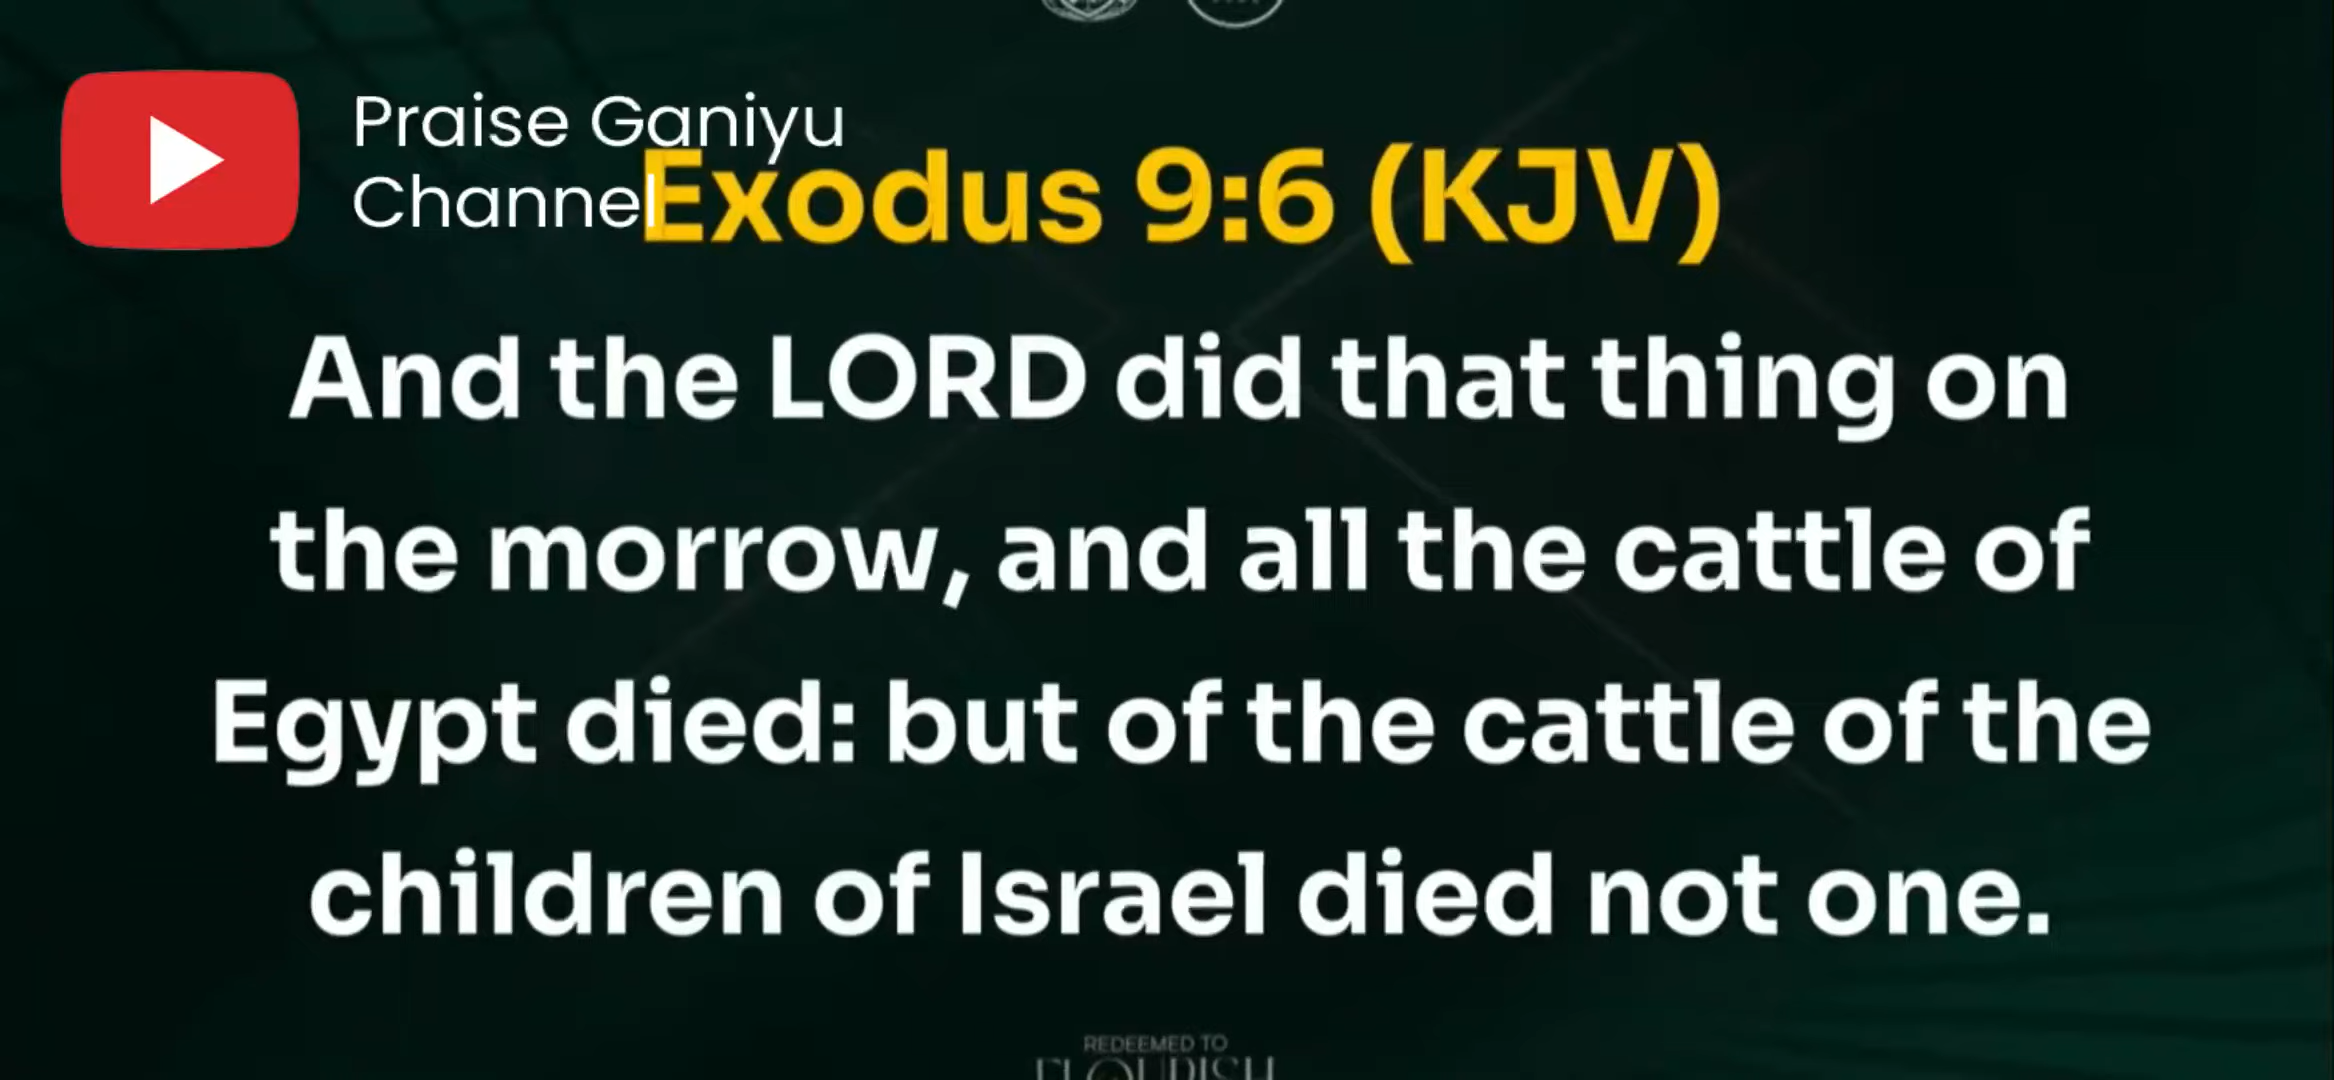 Praise Ganiyu
Channel
Exodus 9:6 (KJV)
And the LORD did that thing on
the morrow, and all the cattle of
Egypt died: but of the cattle of the
children of Israel died not one.
REDEEMED TO
FLOURISH